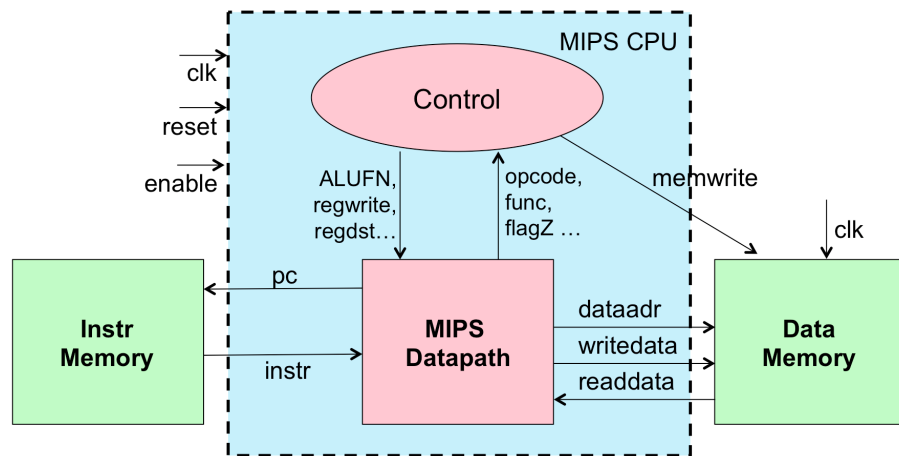 MIPS CPU
clk
Control
reset
enable
ALUFN,
regwrite,
regdst...
opcode,
func,
flagZ ...
memwrite
clk
pc
Instr
Memory
instr
MIPS
Datapath
dataadr
writedata
readdata
Data
Memory